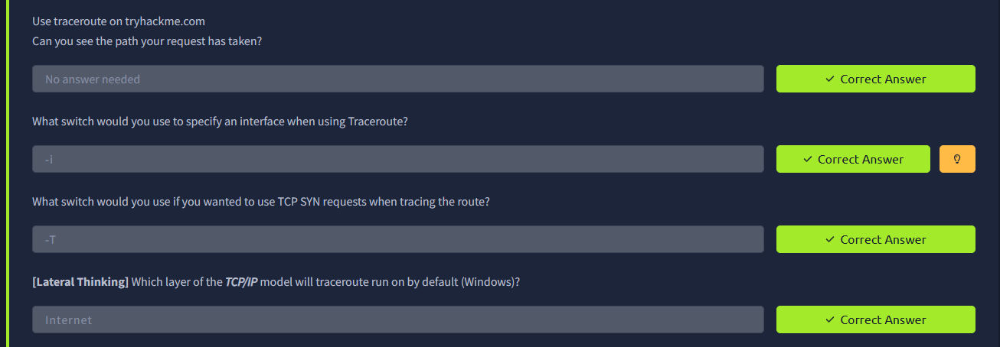 Use traceroute on tryhackme.com
Can you see the path your request has taken?
No answer needed
✓ Correct Answer
What switch would you use to specify an interface when using Traceroute?
-i
✓ Correct Answer
What switch would you use if you wanted to use TCP SYN requests when tracing the route?
-T
✓ Correct Answer
[Lateral Thinking] Which layer of the TCP/IP model will traceroute run on by default (Windows)?
Internet
✓ Correct Answer